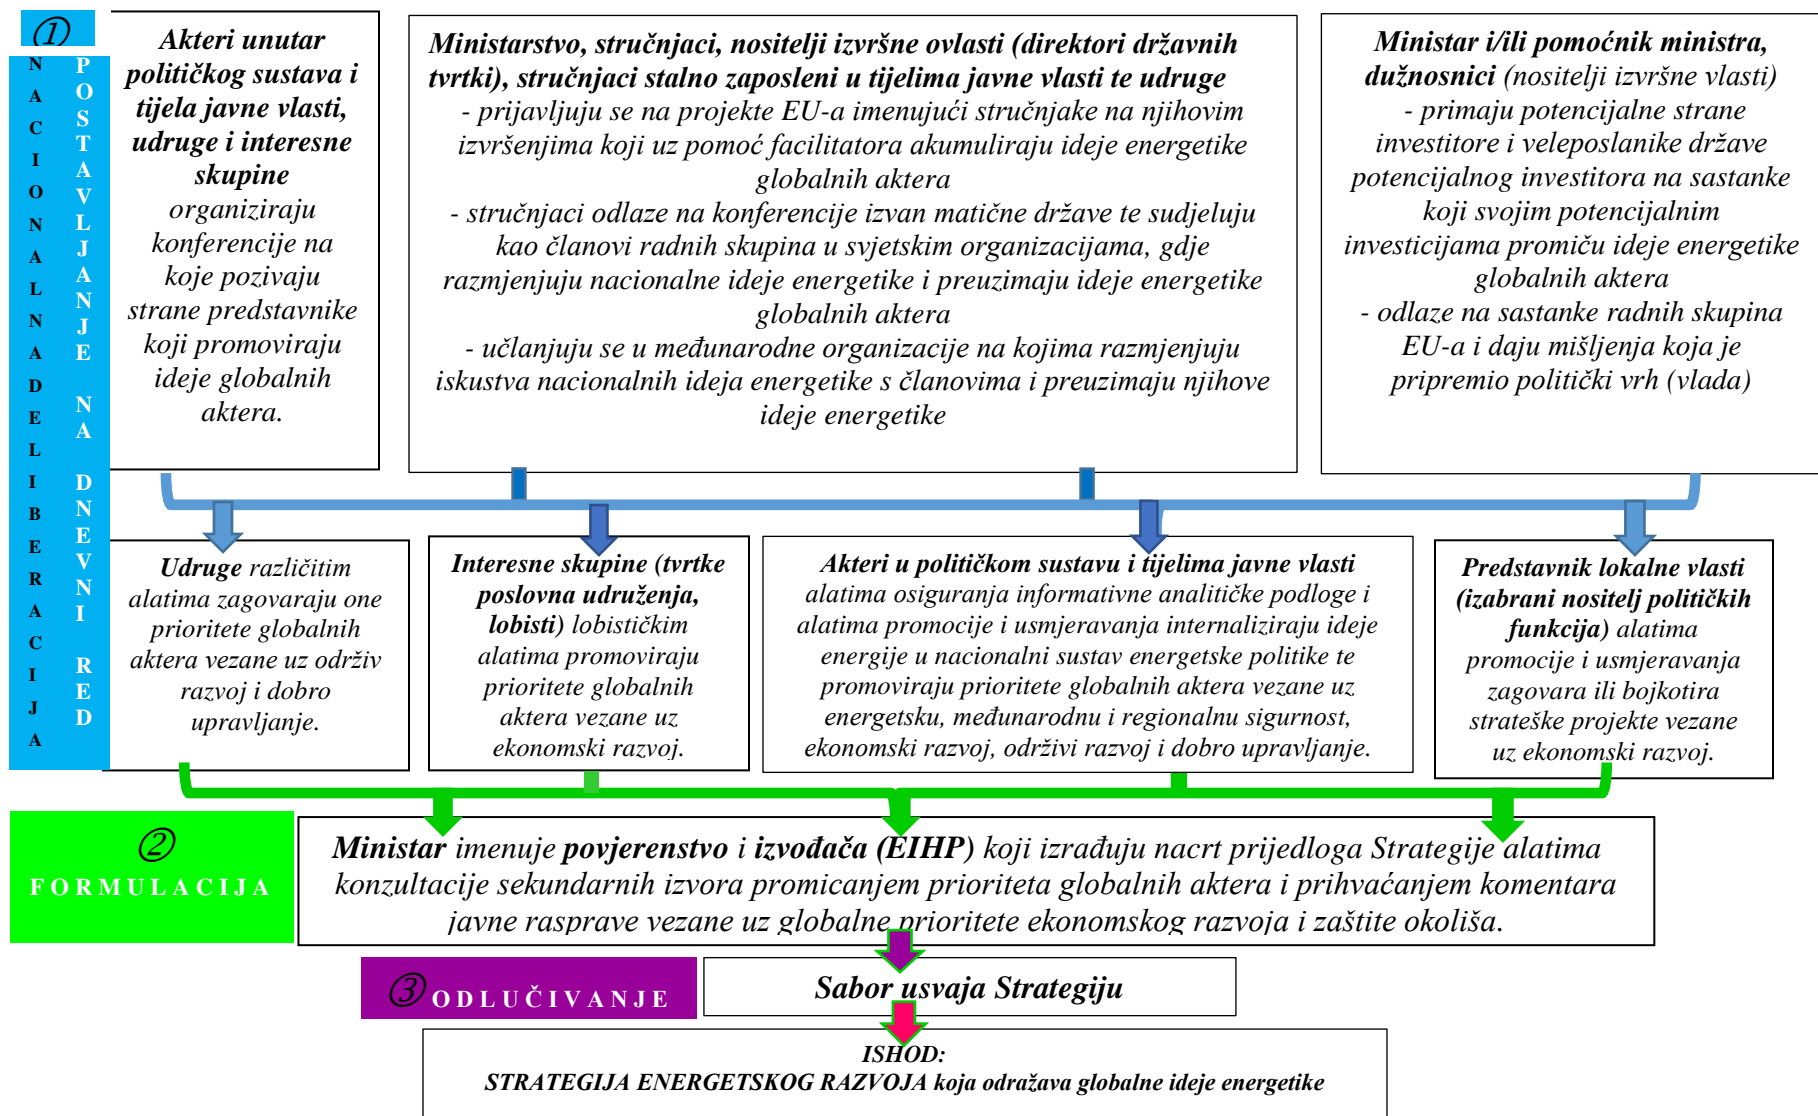 ①
NACIONALNA DELIBERACIJA
POSTAVLJANJE NA DNEVNI RED
Akteri unutar
političkog sustava i
tijela javne vlasti,
udruge i interesne
skupine
organiziraju
konferencije na
koje pozivaju
strane predstavnike
koji promoviraju
ideje globalnih
aktera.
Ministarstvo, stručnjaci, nositelji izvršne ovlasti (direktori državnih
tvrtki), stručnjaci stalno zaposleni u tijelima javne vlasti te udruge
- prijavljuju se na projekte EU-a imenujući stručnjake na njihovim
izvršenjima koji uz pomoć facilitatora akumuliraju ideje energetike
globalnih aktera
- stručnjaci odlaze na konferencije izvan matične države te sudjeluju
kao članovi radnih skupina u svjetskim organizacijama, gdje
razmjenjuju nacionalne ideje energetike i preuzimaju ideje energetike
globalnih aktera
- učlanjuju se u međunarodne organizacije na kojima razmjenjuju
iskustva nacionalnih ideja energetike s članovima i preuzimaju njihove
ideje energetike
Ministar i/ili pomoćnik ministra,
dužnosnici (nositelji izvršne vlasti)
- primaju potencijalne strane
investitore i veleposlanike države
potencijalnog investitora na sastanke
koji svojim potencijalnim
investicijama promiču ideje energetike
globalnih aktera
- odlaze na sastanke radnih skupina
EU-a i daju mišljenja koja je
pripremio politički vrh (vlada)
Udruge različitim
alatima zagovaraju one
prioritete globalnih
aktera vezane uz održiv
razvoj i dobro
upravljanje.
Interesne skupine (tvrtke
poslovna udruženja,
lobisti) lobističkim
alatima promoviraju
prioritete globalnih
aktera vezane uz
ekonomski razvoj.
Akteri u političkom sustavu i tijelima javne vlasti
alatima osiguranja informativne analitičke podloge i
alatima promocije i usmjeravanja internaliziraju ideje
energije u nacionalni sustav energetske politike te
promoviraju prioritete globalnih aktera vezane uz
energetsku, međunarodnu i regionalnu sigurnost,
ekonomski razvoj, održivi razvoj i dobro upravljanje.
Predstavnik lokalne vlasti
(izabrani nositelj političkih
funkcija) alatima
promocije i usmjeravanja
zagovara ili bojkotira
strateške projekte vezane
uz ekonomski razvoj.
②
FORMULACIJA
Ministar imenuje povjerenstvo i izvođača (EIHP) koji izrađuju nacrt prijedloga Strategije alatima
konzultacije sekundarnih izvora promicanjem prioriteta globalnih aktera i prihvaćanjem komentara
javne rasprave vezane uz globalne prioritete ekonomskog razvoja i zaštite okoliša.
③ ODLUČIVANJE
Sabor usvaja Strategiju
ISHOD:
STRATEGIJA ENERGETSKOG RAZVOJA koja odražava globalne ideje energetike